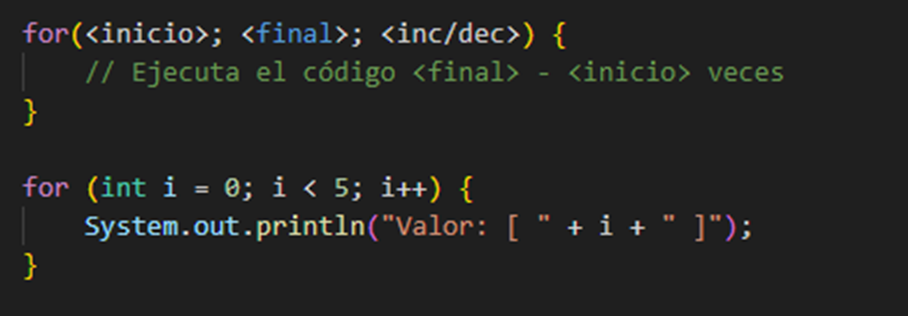 for(<inicio>; <final>; <inc/dec>) {
// Ejecuta el código <final> - <inicio> veces
}
for (int i = 0; i < 5; i++) {
System.out.println("Valor: [ " + i + " ]");
}